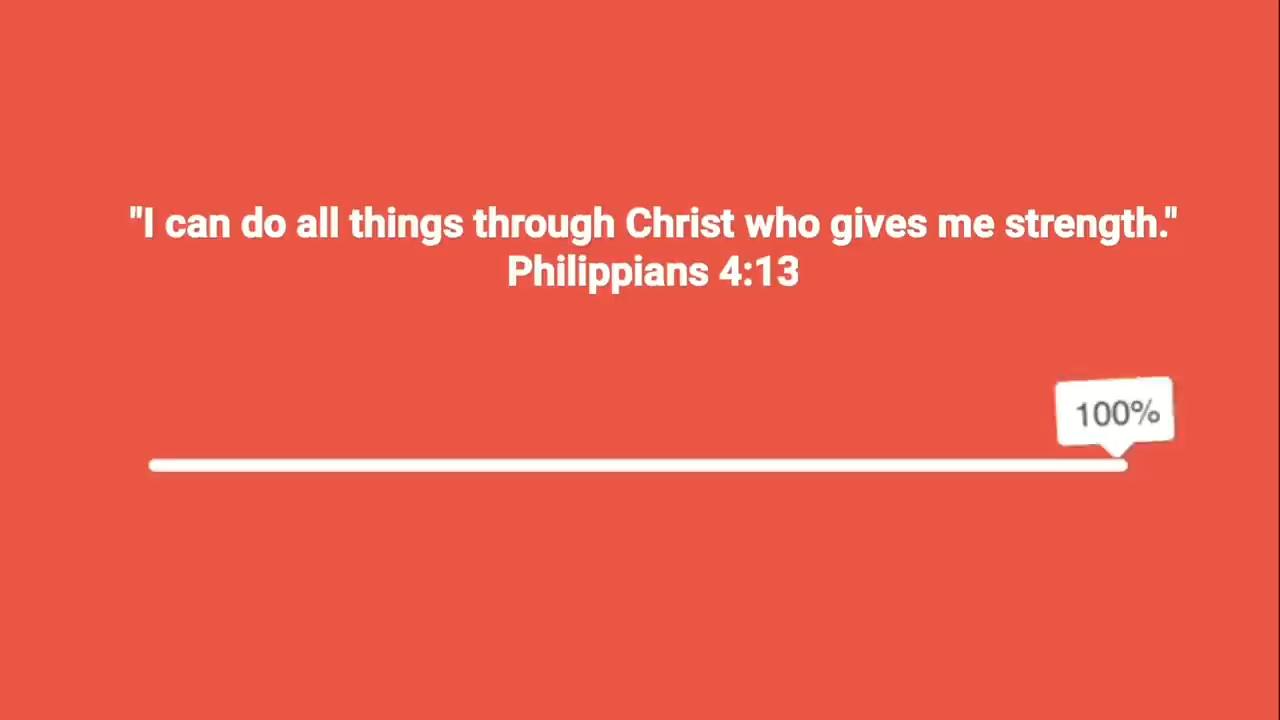 "I can do all things through Christ who gives me strength."
Philippians 4:13
100%